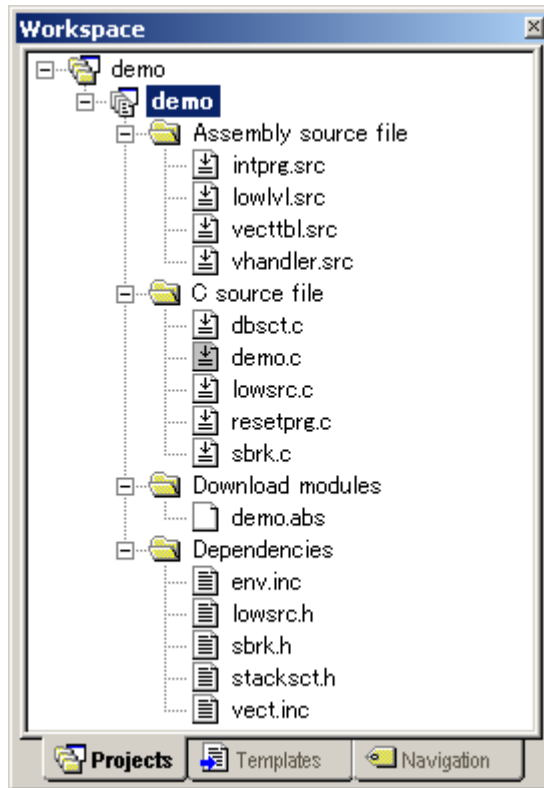 Workspace
demo
demo
Assembly source file
intprg.src
lowlvl.src
vecttbl.src
vhandler.src
C source file
dbsct.c
demo.c
lowsrc.c
resetprg.c
sbrk.c
Download modules
demo.abs
Dependencies
env.inc
lowsrc.h
sbrk.h
stacksct.h
vect.inc
Projects Templates Navigation